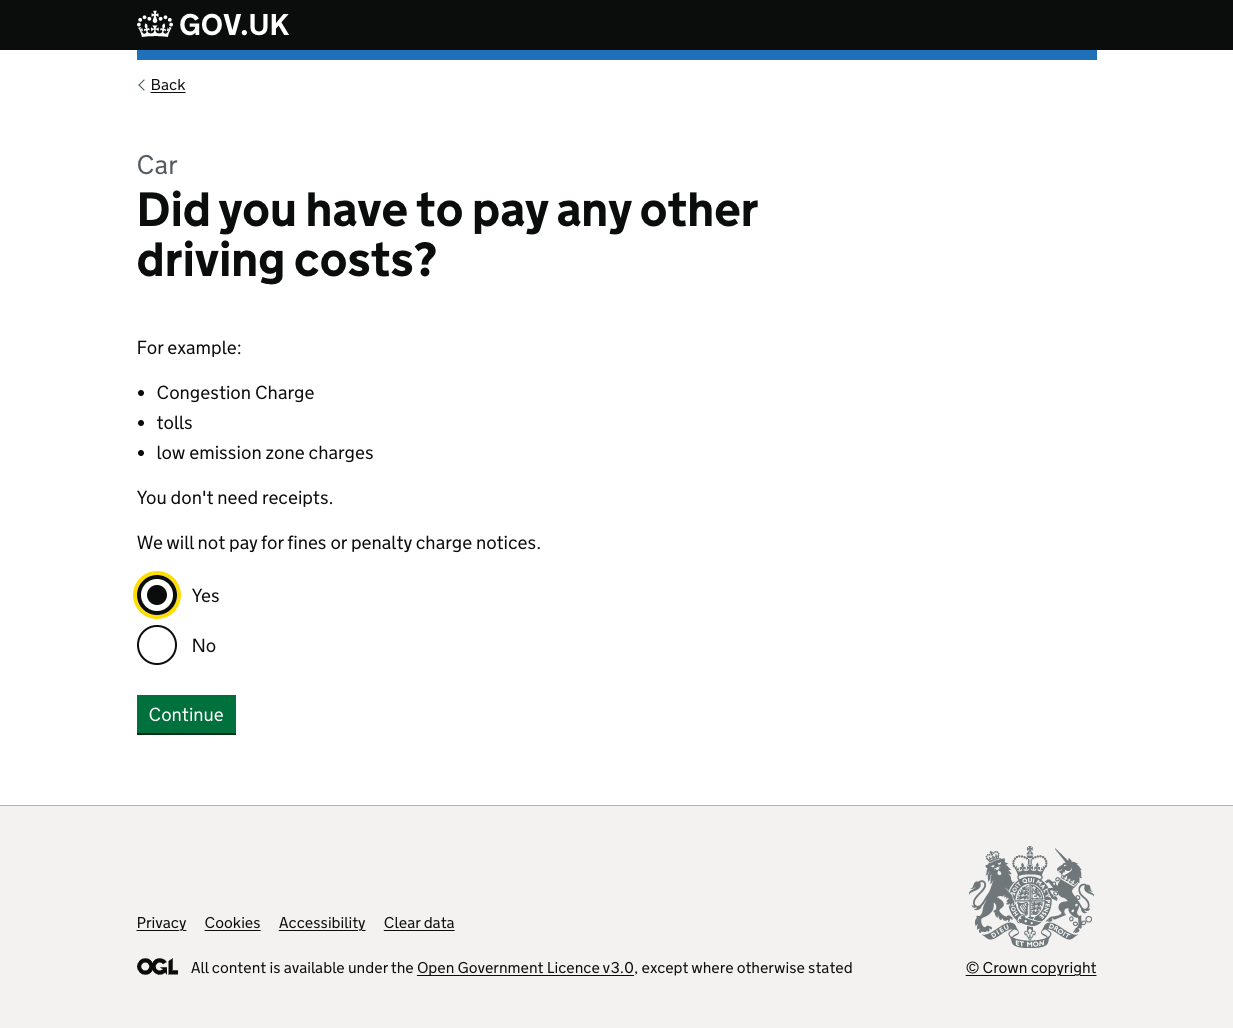 GOV.UK
Back
Car
Did you have to pay any other
driving costs?
For example:
• Congestion Charge
• tolls
• low emission zone charges
You don't need receipts.
We will not pay for fines or penalty charge notices.
Yes
No
Continue
Privacy Cookies Accessibility Clear data
OGL All content is available under the Open Government Licence v3.0, except where otherwise stated
DIEU ET MON DROIT
© Crown copyright